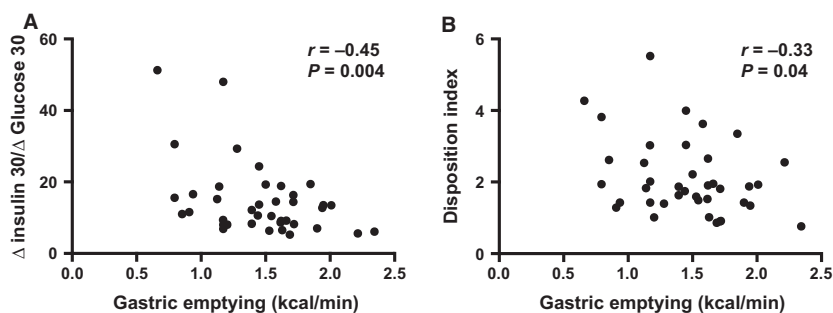 A
Δ insulin 30/Δ Glucose 30
60
40
20
0
0.0 0.5 1.0 1.5 2.0 2.5
Gastric emptying (kcal/min)
r = –0.45
P = 0.004
B
Disposition index
6
4
2
0
0.0 0.5 1.0 1.5 2.0 2.5
Gastric emptying (kcal/min)
r = –0.33
P = 0.04